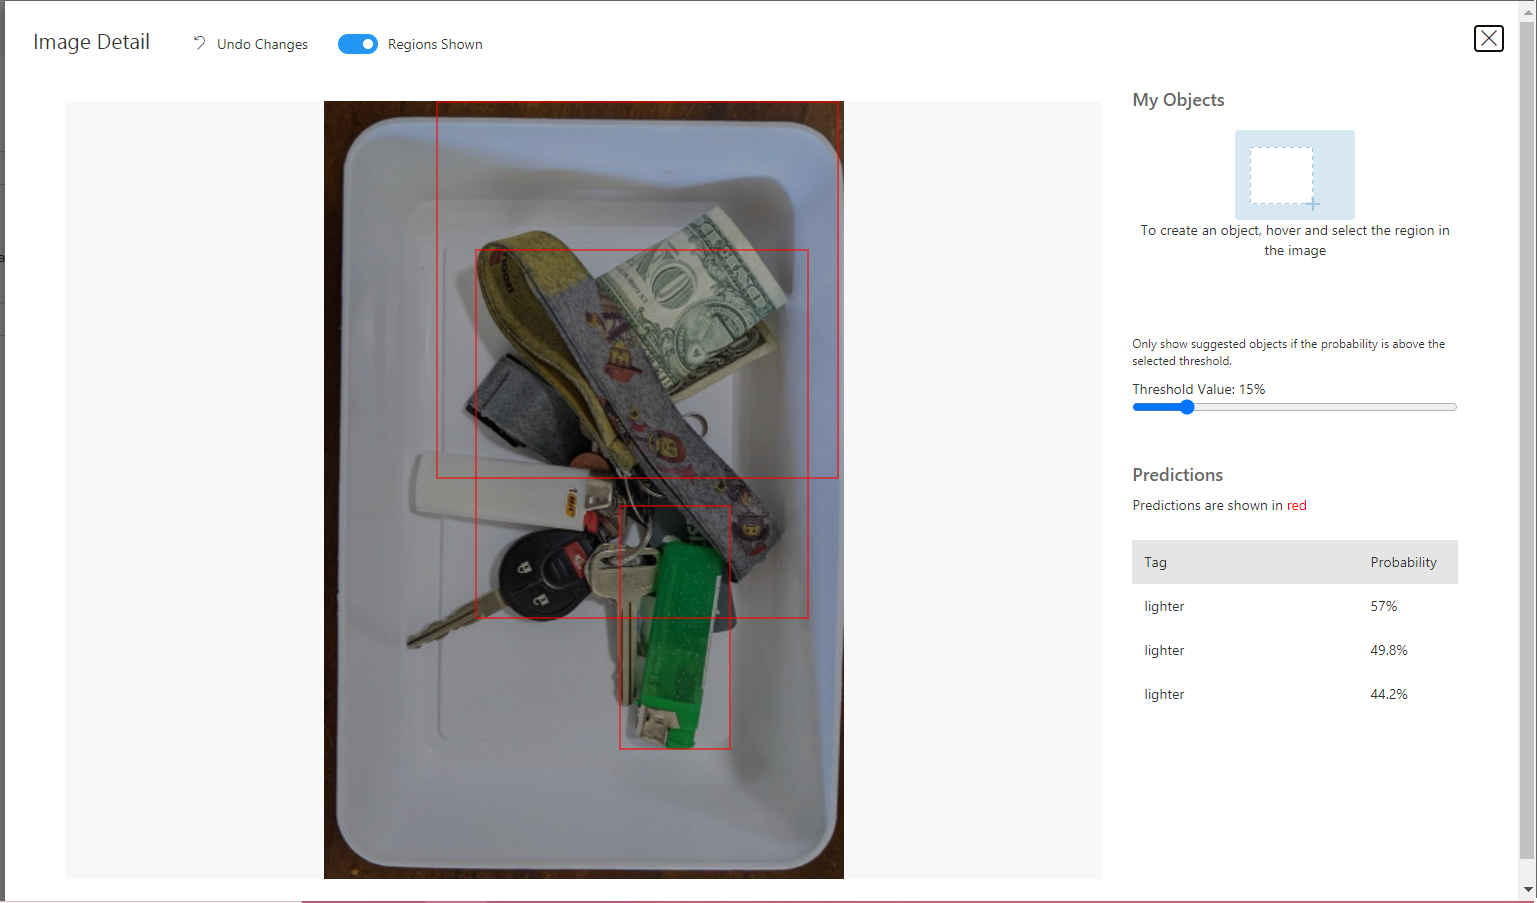 Image Detail
Undo Changes
Regions Shown
My Objects
To create an object, hover and select the region in
the image
Only show suggested objects if the probability is above the
selected threshold.
Threshold Value: 15%
Predictions
Predictions are shown in red
Tag Probability
lighter 57%
lighter 49.8%
lighter 44.2%
BIC